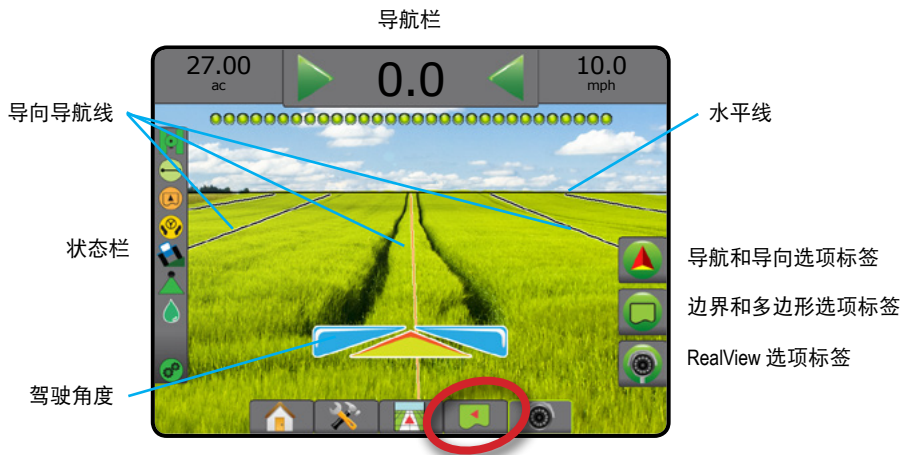 导航栏
27.00
ac
0.0
10.0
mph
导向导航线
水平线
状态栏
导航和导向选项标签
边界和多边形选项标签
RealView 选项标签
驾驶角度